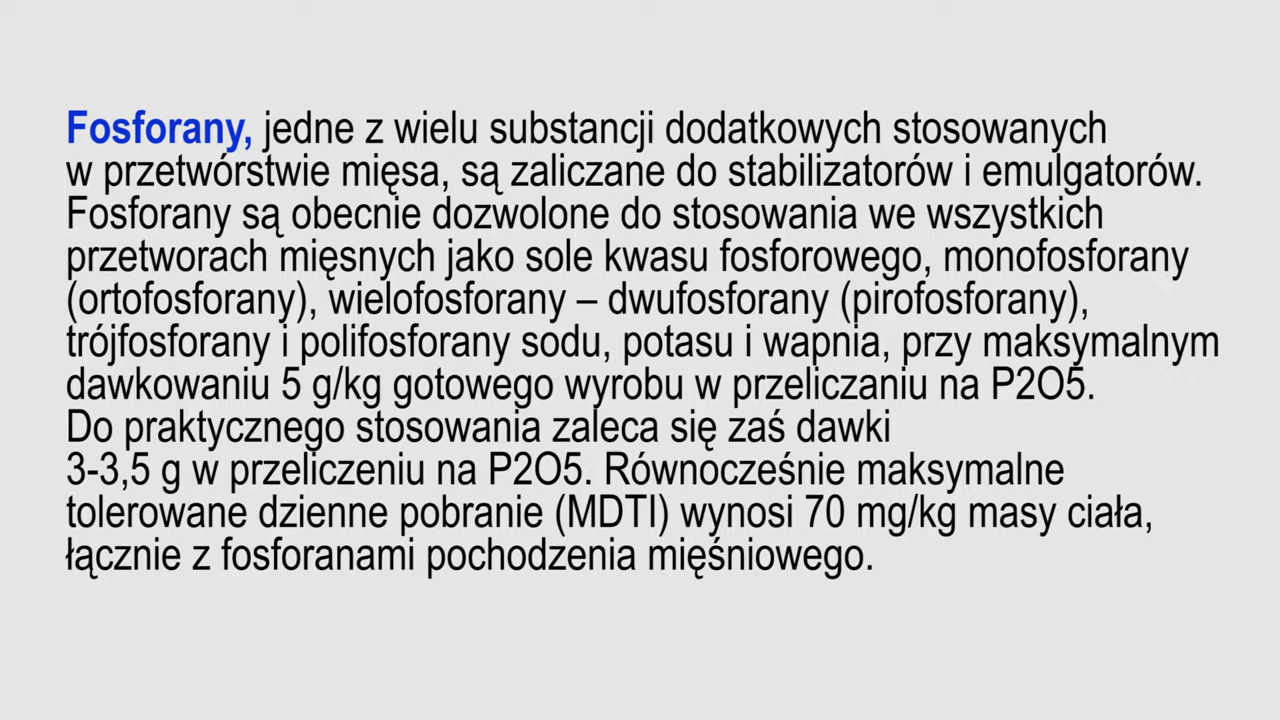 Fosforany, jedne z wielu substancji dodatkowych stosowanych
w przetwórstwie mięsa, są zaliczane do stabilizatorów i emulgatorów.
Fosforany są obecnie dozwolone do stosowania we wszystkich
przetworach mięsnych jako sole kwasu fosforowego, monofosforany
(ortofosforany), wielofosforany – dwufosforany (pirofosforany),
trójfosforany i polifosforany sodu, potasu i wapnia, przy maksymalnym
dawkowaniu 5 g/kg gotowego wyrobu w przeliczaniu na P2O5.
Do praktycznego stosowania zaleca się zaś dawki
3-3,5 g w przeliczeniu na P2O5. Równocześnie maksymalne
tolerowane dzienne pobranie (MDTI) wynosi 70 mg/kg masy ciała,
łącznie z fosforanami pochodzenia mięśniowego.